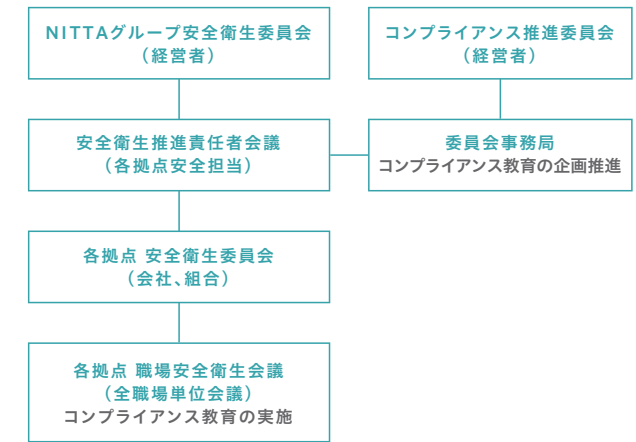 NITTAグループ安全衛生委員会
（経営者）
コンプライアンス推進委員会
（経営者）
安全衛生推進責任者会議
（各拠点安全担当）
委員会事務局
コンプライアンス教育の企画推進
各拠点 安全衛生委員会
（会社、組合）
各拠点 職場安全衛生会議
（全職場単位会議）
コンプライアンス教育の実施